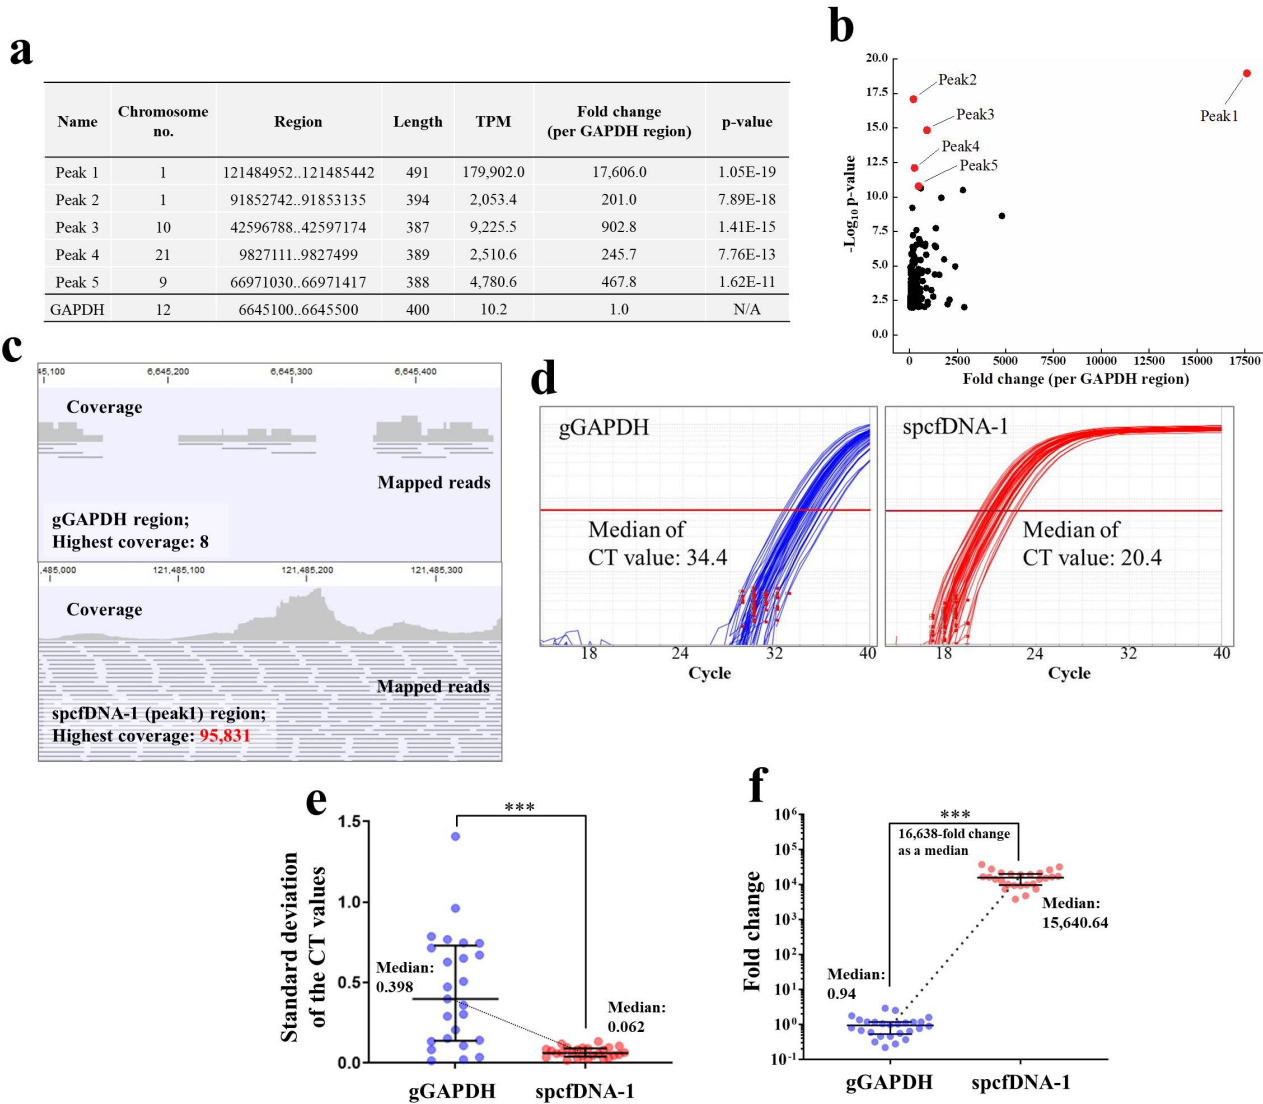 a
Name Chromosome no. Region Length TPM Fold change (per GAPDH region) p-value
Peak 1 1 121484952..121485442 491 179,902.0 17,606.0 1.05E-19
Peak 2 1 91852742..91853135 394 2,053.4 201.0 7.89E-18
Peak 3 10 42596788..42597174 387 9,225.5 902.8 1.41E-15
Peak 4 21 9827111..9827499 389 2,510.6 245.7 7.76E-13
Peak 5 9 66971030..66971417 388 4,780.6 467.8 1.62E-11
GAPDH 12 6645100..6645500 400 10.2 1.0 N/A
b
-Log10 p-value
20.0
17.5
15.0
12.5
10.0
7.5
5.0
2.5
0.0
Peak2
Peak3
Peak4
Peak5
Peak1
0 2500 5000 7500 10000 12500 15000 17500
Fold change (per GAPDH region)
c
45,100 6,645,200 6,645,300 6,645,400
Coverage
Mapped reads
gGAPDH region;
Highest coverage: 8
.485,000 121,485,100 121,485,200 121,485,300
Coverage
Mapped reads
spcfDNA-1 (peak1) region;
Highest coverage: 95,831
d
gGAPDH
Median of
CT value: 34.4
18 24 32 40
Cycle
spcfDNA-1
Median of
CT value: 20.4
18 24 32 40
Cycle
e
Standard deviation
of the CT values
1.5
1.0
0.5
0.0
***
Median:
0.398
Median:
0.062
gGAPDH spcfDNA-1
f
Fold change
10^6
10^5
10^4
10^3
10^2
10^1
10^0
10^-1
***
16,638-fold change
as a median
Median:
15,640.64
Median:
0.94
gGAPDH spcfDNA-1